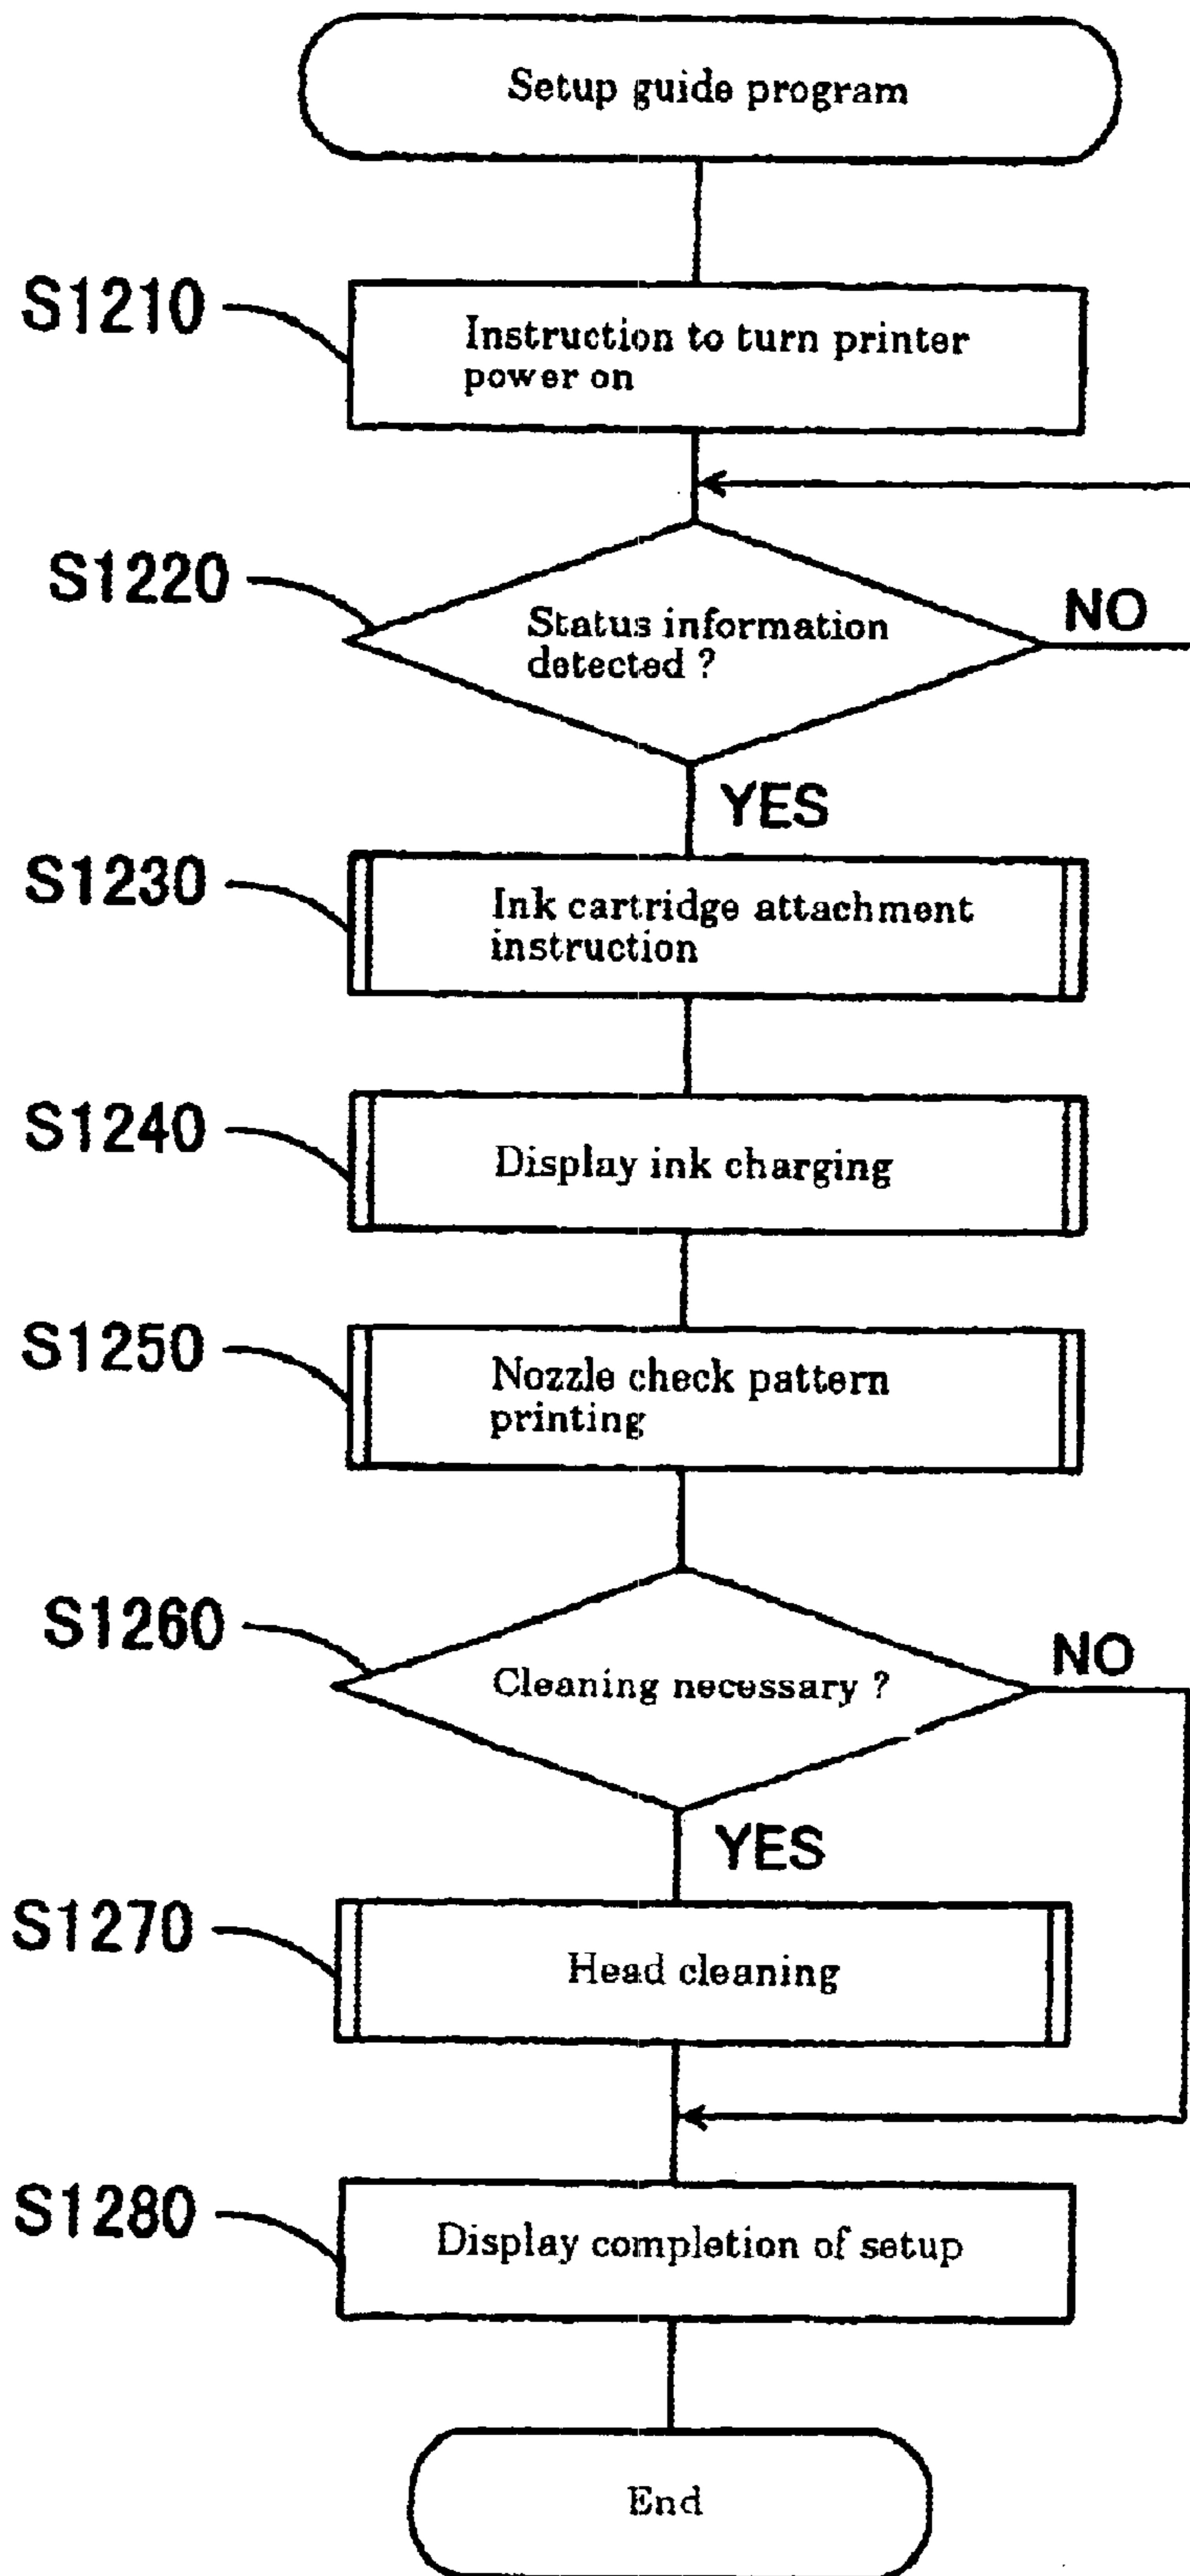 Setup guide program
S1210
Instruction to turn printer
power on
S1220
Status information
detected ?
NO
YES
S1230
Ink cartridge attachment
instruction
S1240
Display ink charging
S1250
Nozzle check pattern
printing
S1260
Cleaning necessary ?
NO
YES
S1270
Head cleaning
S1280
Display completion of setup
End